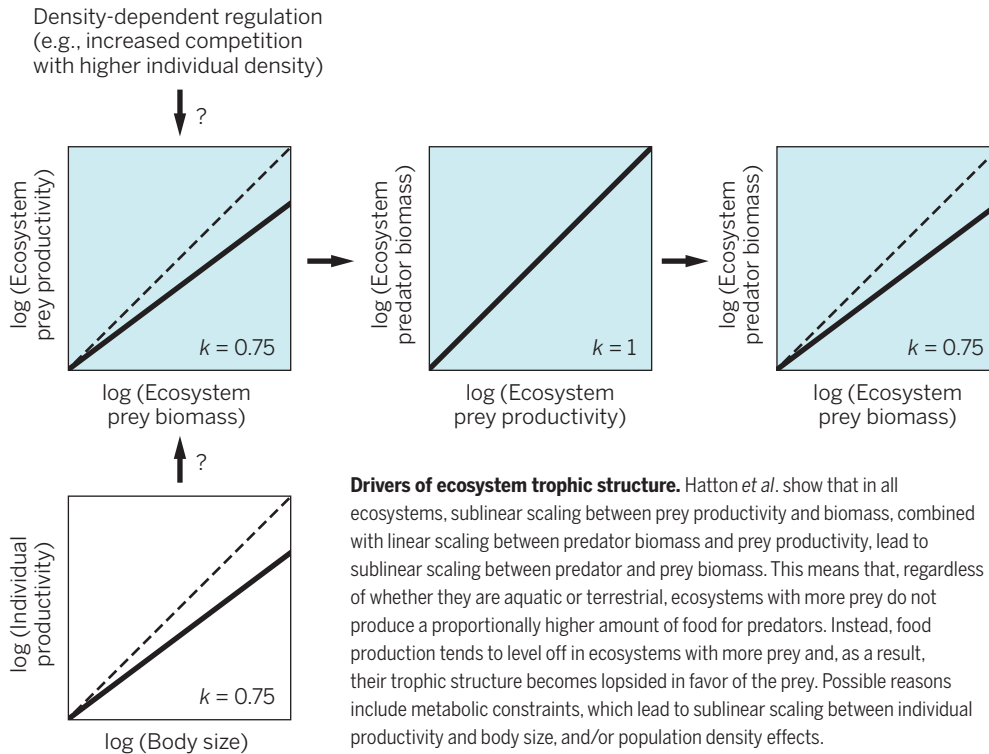 Density-dependent regulation
(e.g., increased competition
with higher individual density)
?
log (Ecosystem
prey productivity)
k = 0.75
log (Ecosystem
prey biomass)
log (Ecosystem
predator biomass)
k = 1
log (Ecosystem
prey productivity)
log (Ecosystem
predator biomass)
k = 0.75
log (Ecosystem
prey biomass)
?
log (Individual
productivity)
k = 0.75
log (Body size)
Drivers of ecosystem trophic structure. Hatton et al. show that in all
ecosystems, sublinear scaling between prey productivity and biomass, combined
with linear scaling between predator biomass and prey productivity, lead to
sublinear scaling between predator and prey biomass. This means that, regardless
of whether they are aquatic or terrestrial, ecosystems with more prey do not
produce a proportionally higher amount of food for predators. Instead, food
production tends to level off in ecosystems with more prey and, as a result,
their trophic structure becomes lopsided in favor of the prey. Possible reasons
include metabolic constraints, which lead to sublinear scaling between individual
productivity and body size, and/or population density effects.